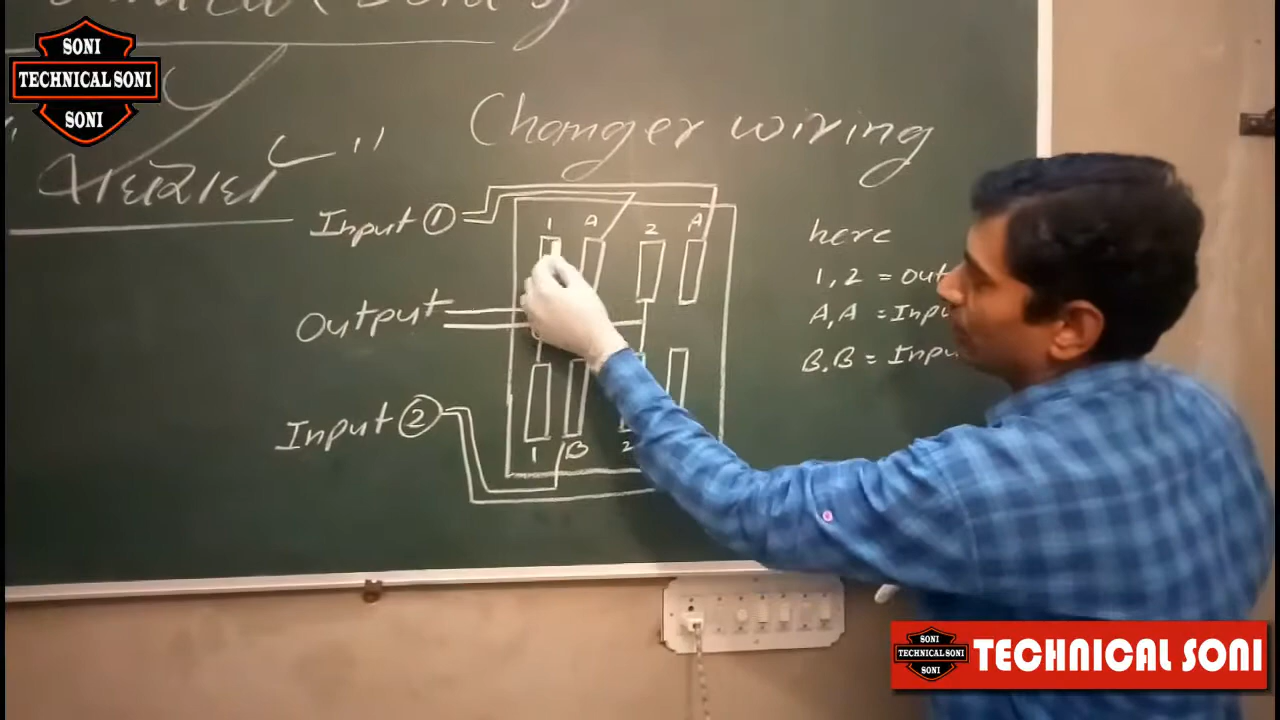 SONI
TECHNICAL SONI
SONI
Changer wiring
Input ①
1 A 2 A
here
1, 2 = Out
A, A = Inpu
Output
B.B = Inpu
Input ②
1 B 2
SONI
TECHNICAL SONI
SONI
TECHNICAL SONI